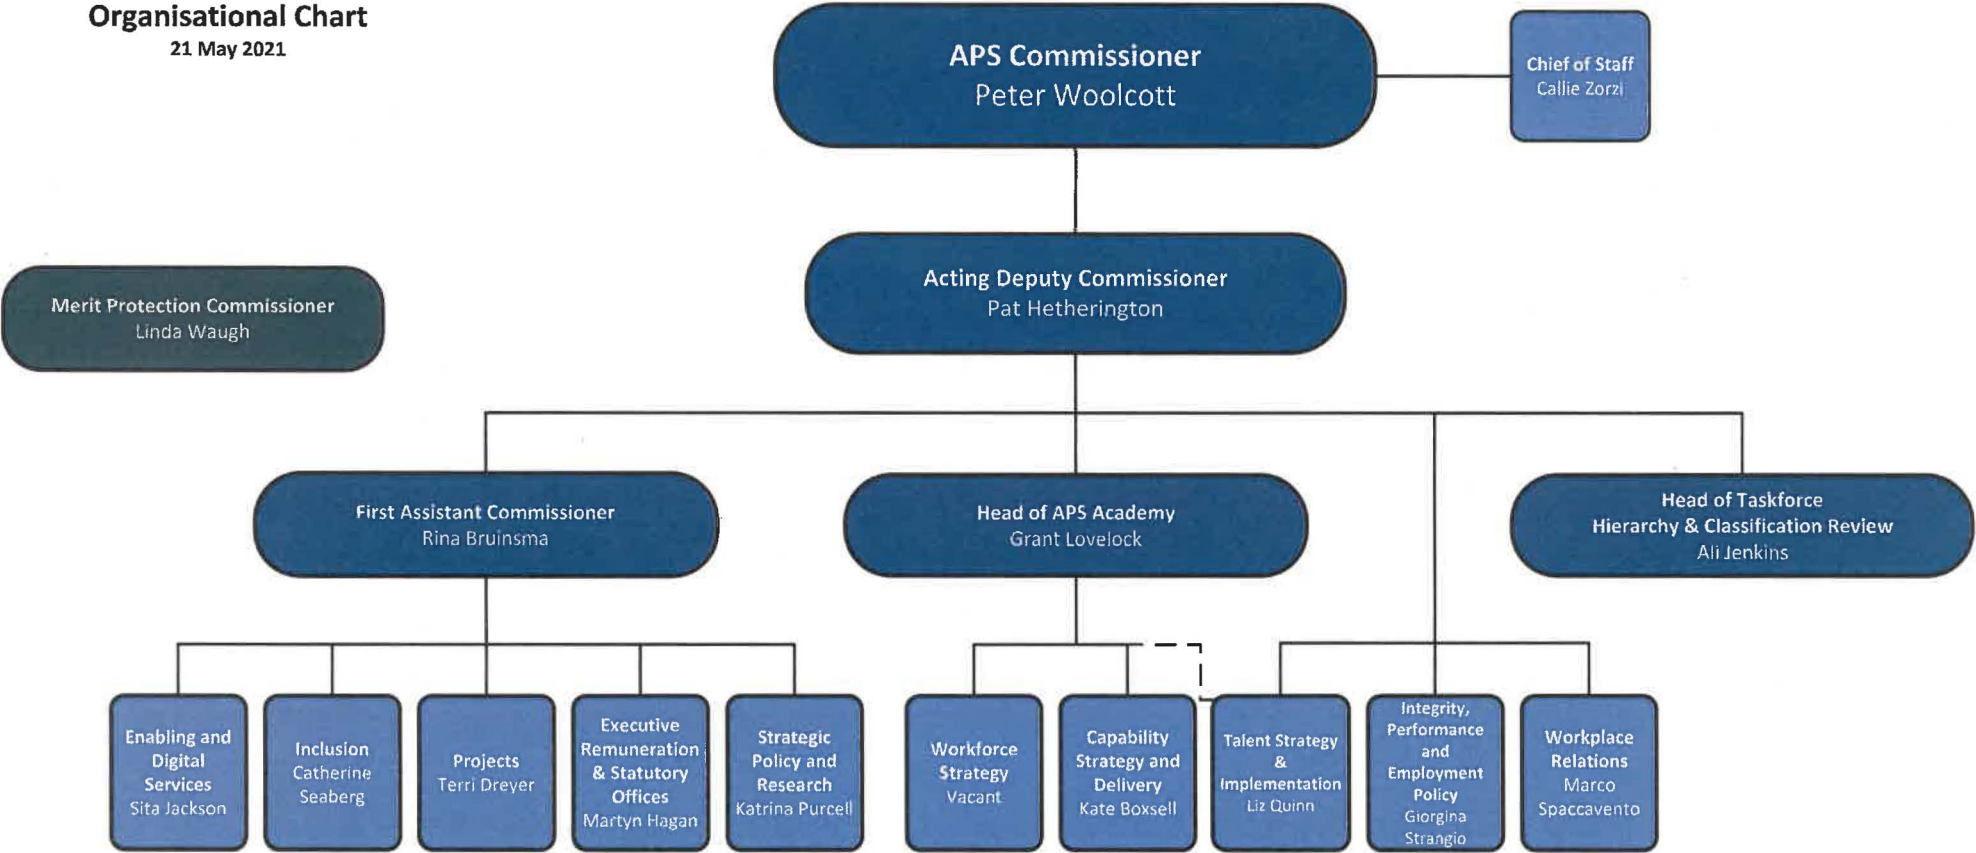 Organisational Chart
21 May 2021
APS Commissioner
Peter Woolcott
Chief of Staff
Callie Zorzi
Acting Deputy Commissioner
Pat Hetherington
Merit Protection Commissioner
Linda Waugh
First Assistant Commissioner
Rina Bruinsma
Head of APS Academy
Grant Lovelock
Head of Taskforce
Hierarchy & Classification Review
Ali Jenkins
Enabling and
Digital
Services
Sita Jackson
Inclusion
Catherine
Seaberg
Projects
Terri Dreyer
Executive
Remuneration
& Statutory
Offices
Martyn Hagan
Strategic
Policy and
Research
Katrina Purcell
Workforce
Strategy
Vacant
Capability
Strategy and
Delivery
Kate Boxsell
Talent Strategy
&
Implementation
Liz Quinn
Integrity,
Performance
and
Employment
Policy
Giorgina
Strangio
Workplace
Relations
Marco
Spaccavento